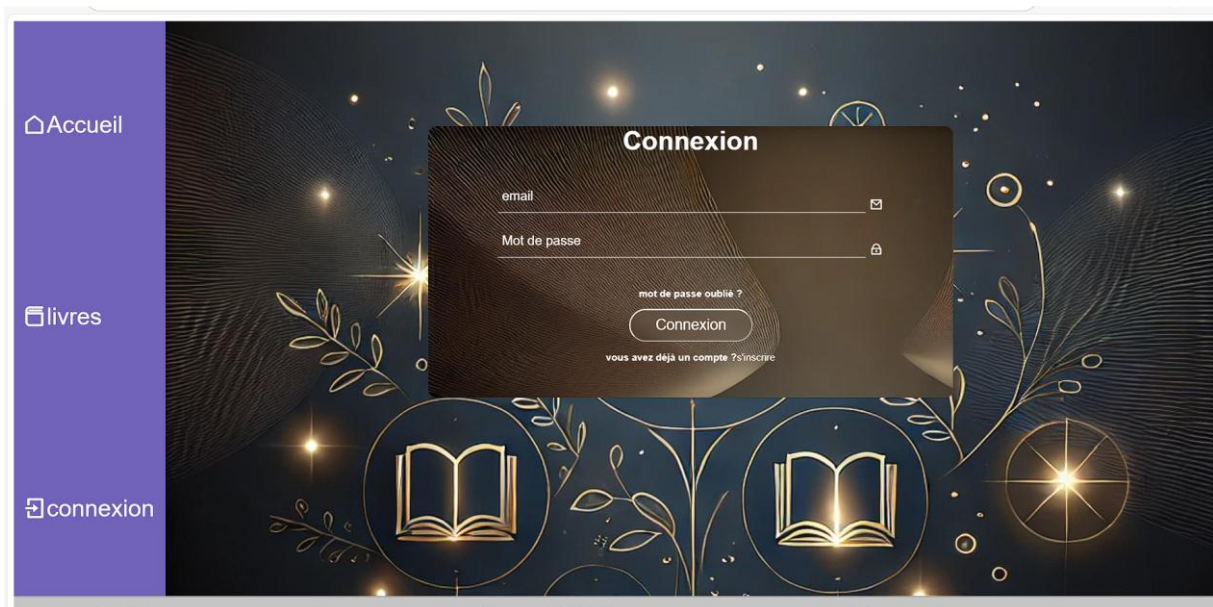 Accueil
livres
connexion
Connexion
email
Mot de passe
mot de passe oublié ?
Connexion
vous avez déjà un compte ?s'inscrire